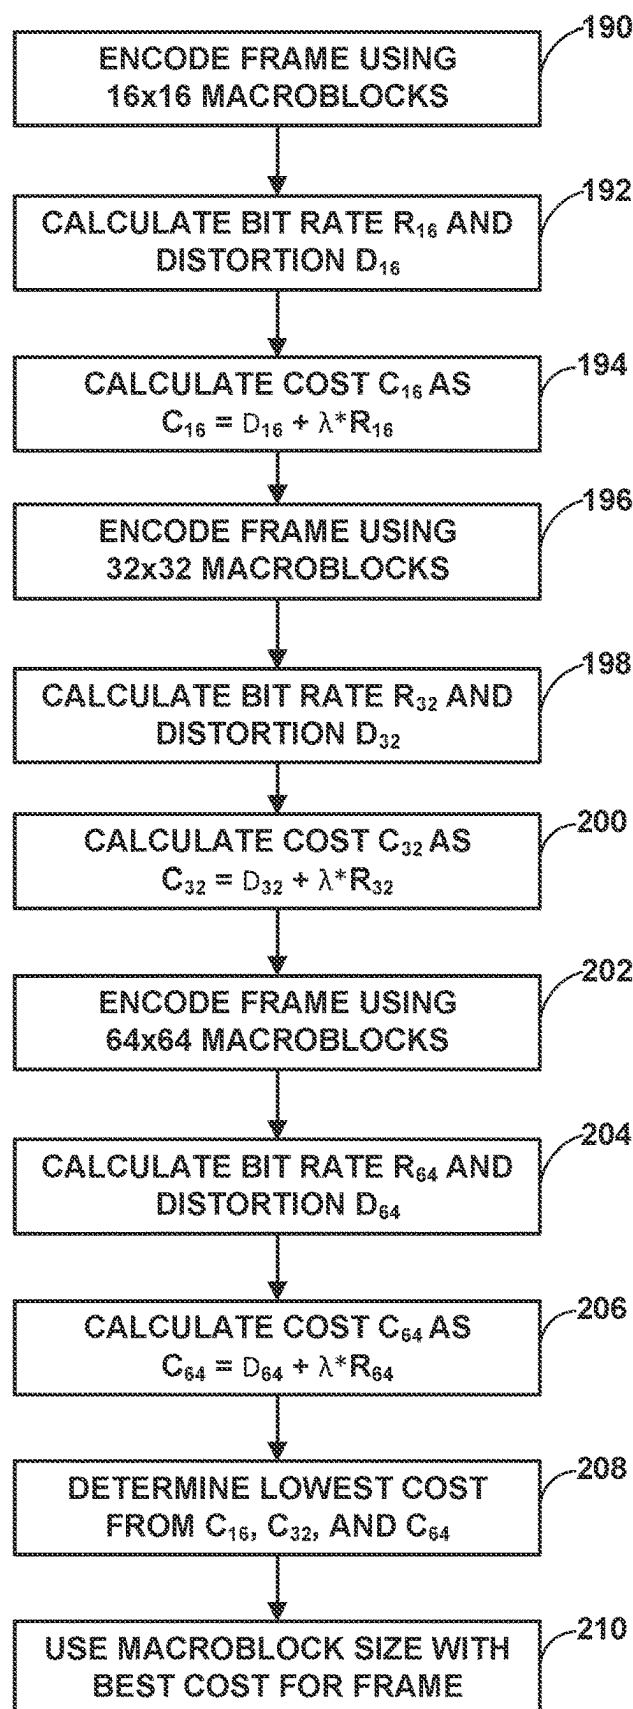 190
ENCODE FRAME USING
16x16 MACROBLOCKS
192
CALCULATE BIT RATE R₁₆ AND
DISTORTION D₁₆
194
CALCULATE COST C₁₆ AS
C₁₆ = D₁₆ + λ*R₁₆
196
ENCODE FRAME USING
32x32 MACROBLOCKS
198
CALCULATE BIT RATE R₃₂ AND
DISTORTION D₃₂
200
CALCULATE COST C₃₂ AS
C₃₂ = D₃₂ + λ*R₃₂
202
ENCODE FRAME USING
64x64 MACROBLOCKS
204
CALCULATE BIT RATE R₆₄ AND
DISTORTION D₆₄
206
CALCULATE COST C₆₄ AS
C₆₄ = D₆₄ + λ*R₆₄
208
DETERMINE LOWEST COST
FROM C₁₆, C₃₂, AND C₆₄
210
USE MACROBLOCK SIZE WITH
BEST COST FOR FRAME